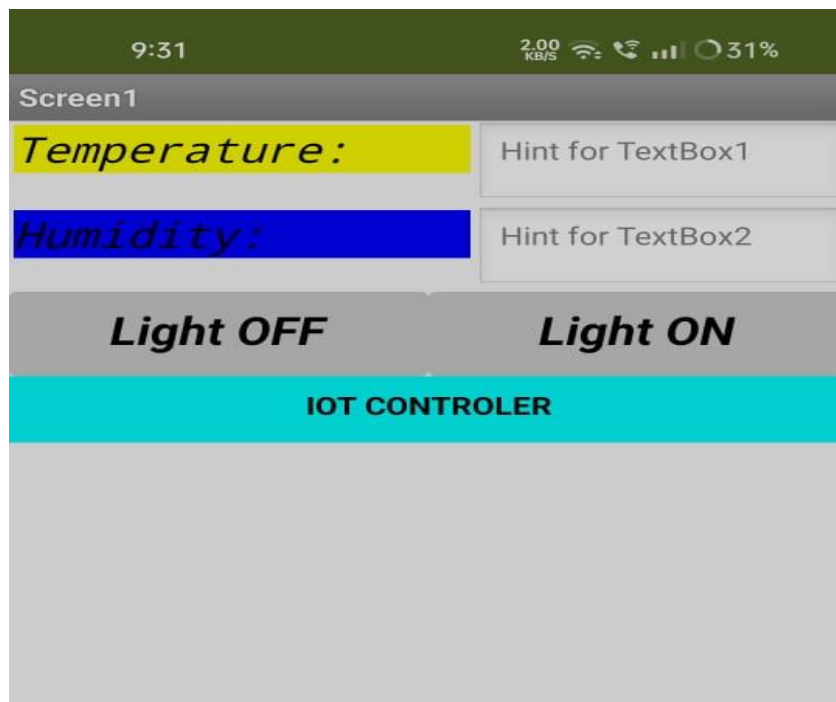 9:31 2.00 KB/S 31%
Screen1
Temperature: Hint for TextBox1
Humidity: Hint for TextBox2
Light OFF Light ON
IOT CONTROLER